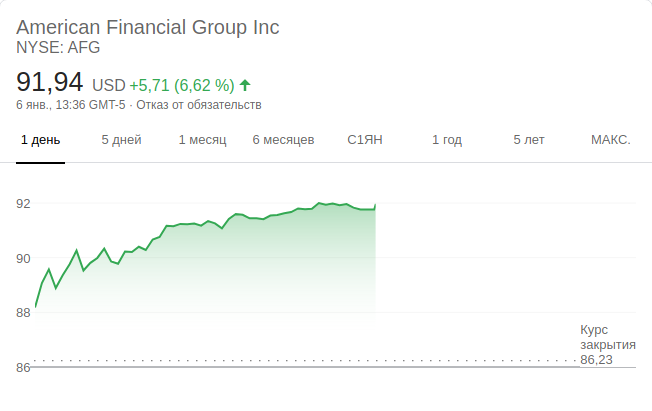 American Financial Group Inc
NYSE: AFG
91,94 USD +5,71 (6,62 %)
6 янв., 13:36 GMT-5 · Отказ от обязательств
1 день 5 дней 1 месяц 6 месяцев С1ЯН 1 год 5 лет МАКС.
92
90
88
Курс
закрытия
86,23
86